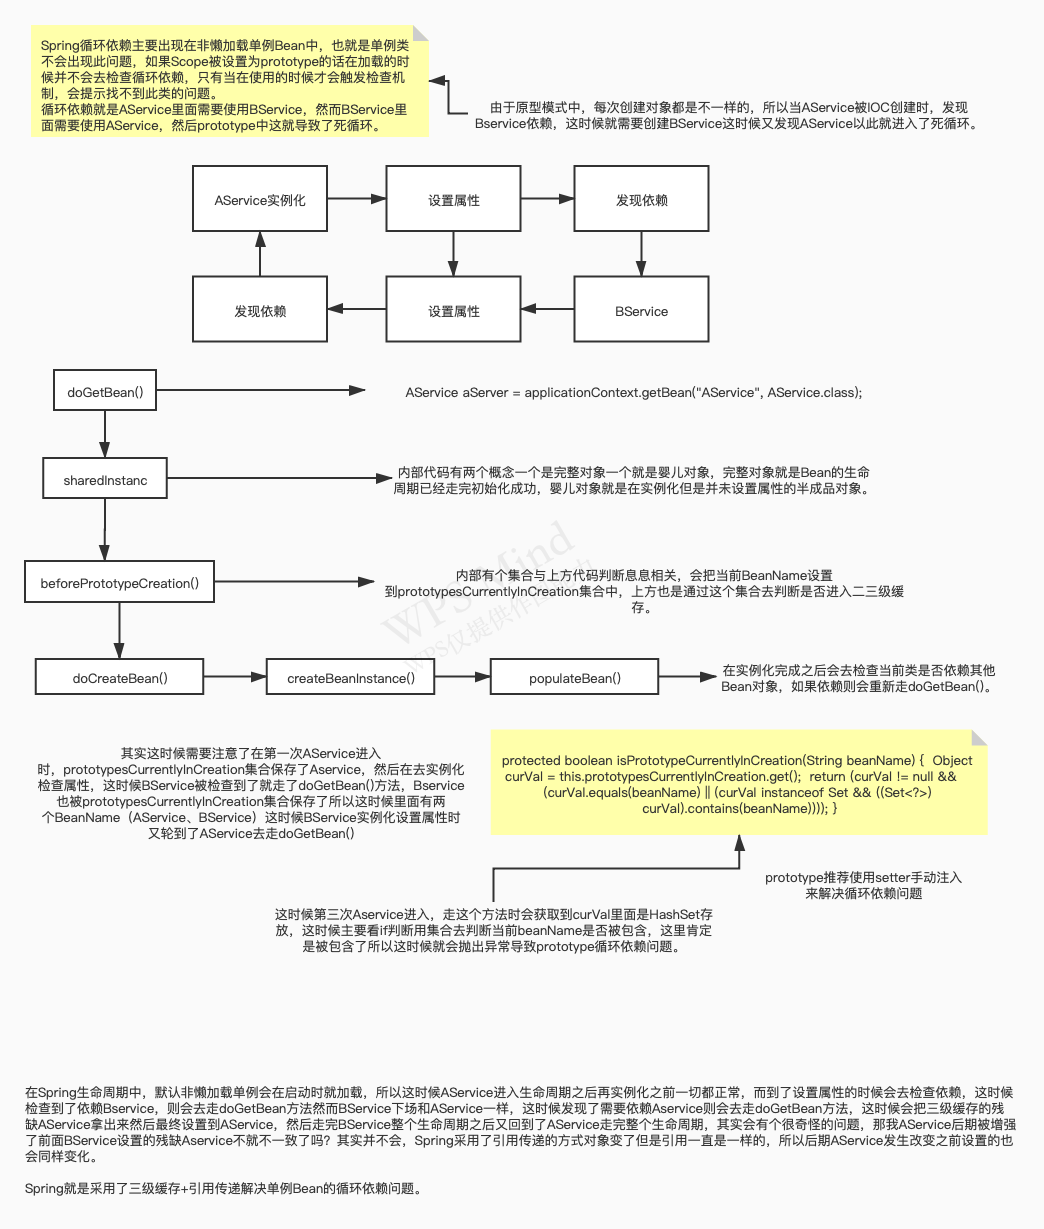 Spring循环依赖主要出现在非懒加载单例Bean中，也就是单例类
不会出现此问题，如果Scope被设置为prototype的话在加载的时
候并不会去检查循环依赖，只有当在使用的时候才会触发检查机
制，会提示找不到此类的问题。
循环依赖就是AService里面需要使用BService，然而BService里
面需要使用AService，然后prototype中这就导致了死循环。
由于原型模式中，每次创建对象都是不一样的，所以当AService被IOC创建时，发现
Bservice依赖，这时候就需要创建BService这时候又发现AService以此就进入了死循环。
AService实例化
设置属性
发现依赖
发现依赖
设置属性
BService
doGetBean()
AService aServer = applicationContext.getBean("AService", AService.class);
sharedInstanc
内部代码有两个概念一个是完整对象一个就是婴儿对象，完整对象就是Bean的生命
周期已经走完初始化成功，婴儿对象就是在实例化但是并未设置属性的半成品对象。
beforePrototypeCreation()
内部有个集合与上方代码判断息息相关，会把当前BeanName设置
到prototypesCurrentlyInCreation集合中，上方也是通过这个集合去判断是否进入二三级缓
存。
WPS Mind
doCreateBean()
createBeanInstance()
populateBean()
在实例化完成之后会去检查当前类是否依赖其他
Bean对象，如果依赖则会重新走doGetBean()。
其实这时候需要注意了在第一次AService进入
时，prototypesCurrentlyInCreation集合保存了Aservice，然后在去实例化
检查属性，这时候BService被检查到了就走了doGetBean()方法，Bservice
也被prototypesCurrentlyInCreation集合保存了所以这时候里面有两
个BeanName（AService、BService）这时候BService实例化设置属性时
又轮到了AService去走doGetBean()
protected boolean isPrototypeCurrentlyInCreation(String beanName) {  Object
curVal = this.prototypesCurrentlyInCreation.get();  return (curVal != null &&
(curVal.equals(beanName) || (curVal instanceof Set && ((Set<?>)
curVal).contains(beanName)))); }
prototype推荐使用setter手动注入
来解决循环依赖问题
这时候第三次Aservice进入，走这个方法时会获取到curVal里面是HashSet存
放，这时候主要看if判断用集合去判断当前beanName是否被包含，这里肯定
是被包含了所以这时候就会抛出异常导致prototype循环依赖问题。
在Spring生命周期中，默认非懒加载单例会在启动时就加载，所以这时候AService进入生命周期之后再实例化之前一切都正常，而到了设置属性的时候会去检查依赖，这时候
检查到了依赖Bservice，则会去走doGetBean方法然而BService下场和AService一样，这时候发现了需要依赖Aservice则会去走doGetBean方法，这时候会把三级缓存的残
缺AService拿出来然后最终设置到AService，然后走完BService整个生命周期之后又回到了AService走完整个生命周期，其实会有个很奇怪的问题，那我AService后期被增强
了前面BService设置的残缺Aservice不就不一致了吗？其实并不会，Spring采用了引用传递的方式对象变了但是引用一直是一样的，所以后期AService发生改变之前设置的也
会同样变化。
Spring就是采用了三级缓存+引用传递解决单例Bean的循环依赖问题。